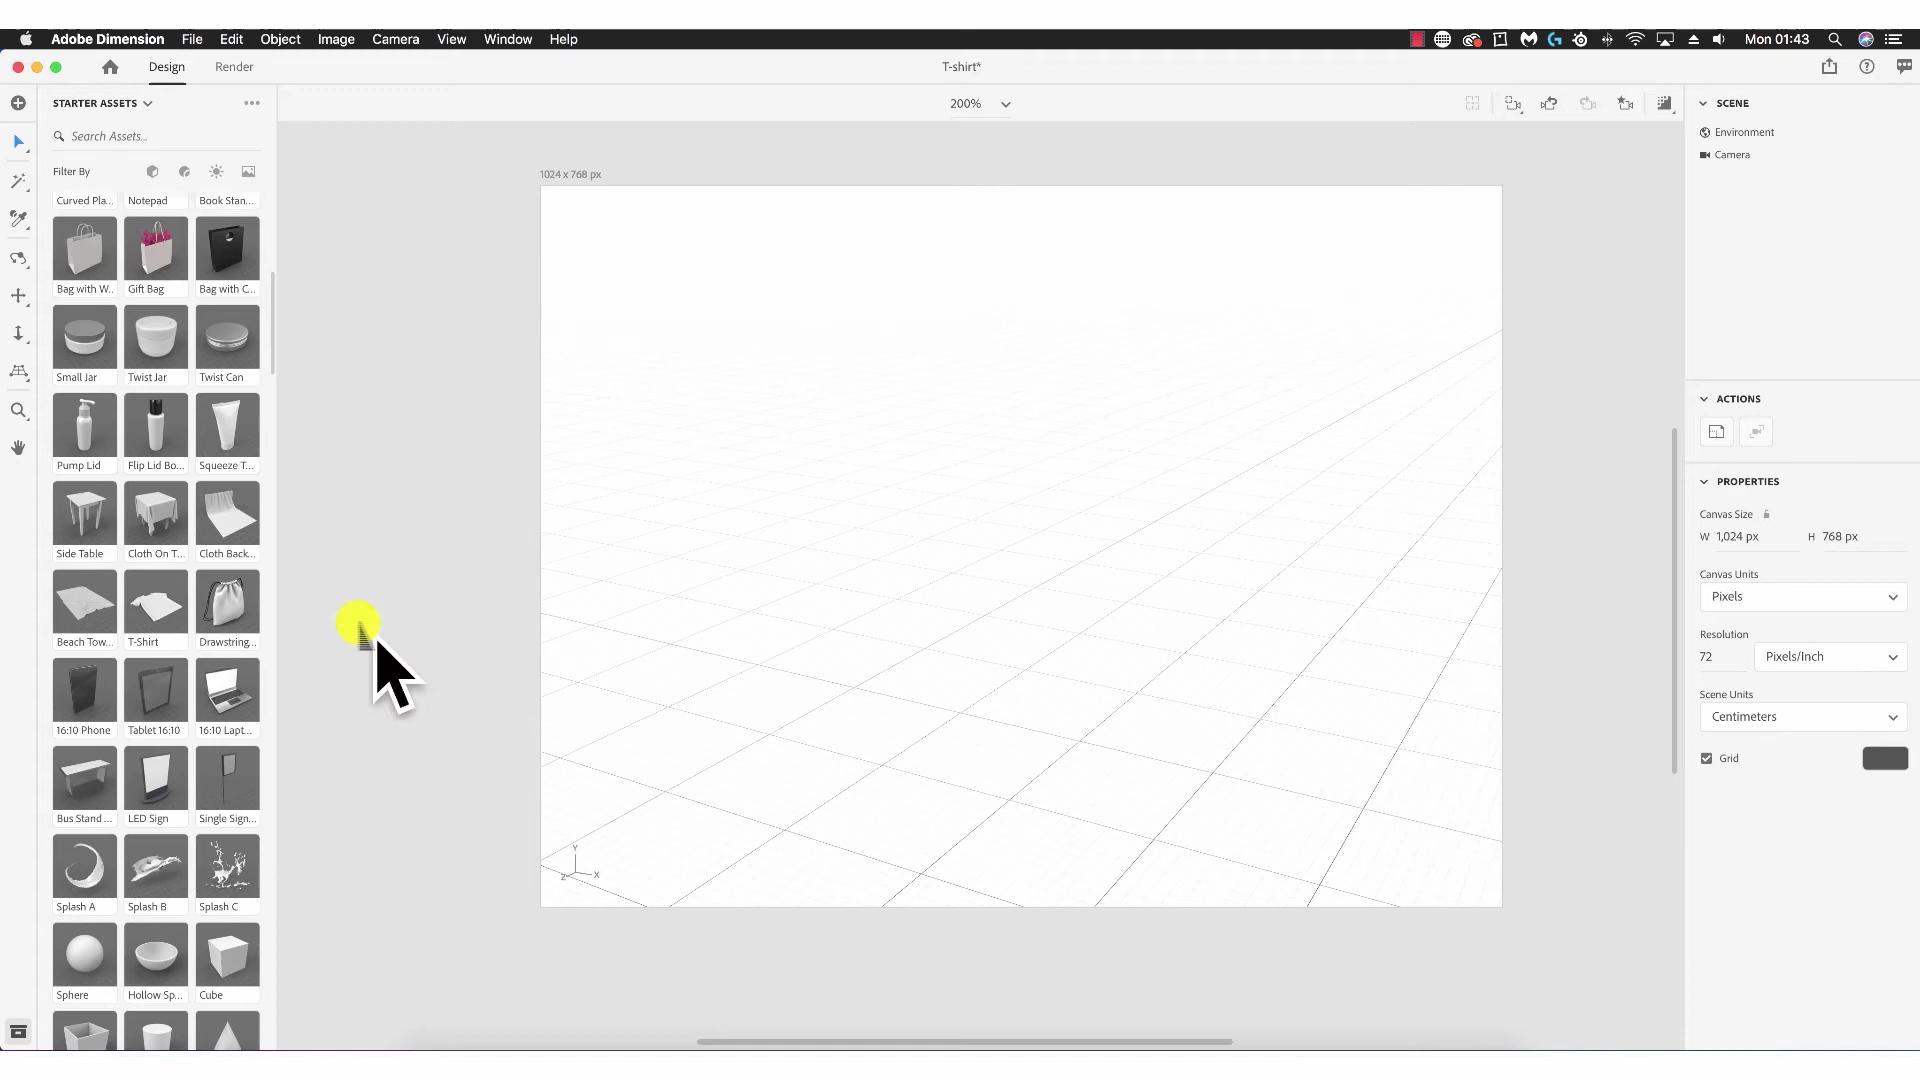 Adobe Dimension File Edit Object Image Camera View Window Help Mon 01:43
Design Render T-shirt*
STARTER ASSETS 200% SCENE
Search Assets...
Environment
Camera
Filter By
1024 x 768 px
Curved Pla... Notepad Book Stan...
Bag with W.. Gift Bag Bag with C...
Small Jar Twist Jar Twist Can
ACTIONS
Pump Lid Flip Lid Bo... Squeeze T...
PROPERTIES
Canvas Size
W 1,024 px H 768 px
Side Table Cloth On T... Cloth Back...
Canvas Units
Pixels
Beach Tow... T-Shirt Drawstring...
Resolution
72 Pixels/Inch
Scene Units
Centimeters
16:10 Phone Tablet 16:10 16:10 Lapt...
Grid
Bus Stand ... LED Sign Single Sign...
Y
X
Z
Splash A Splash B Splash C
Sphere Hollow Sp... Cube